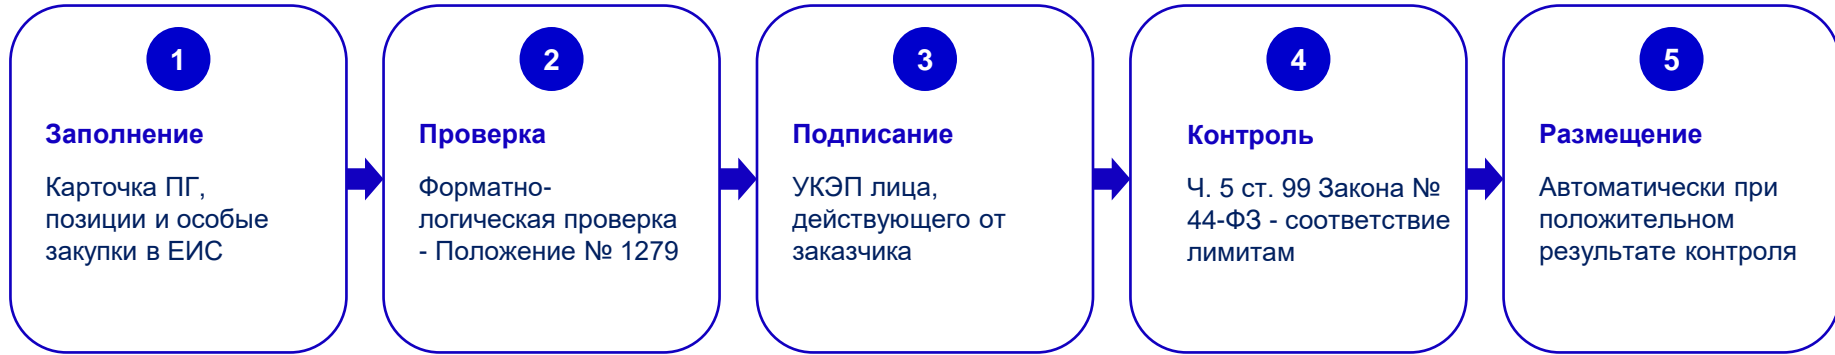 1
Заполнение
Карточка ПГ,
позиции и особые
закупки в ЕИС
2
Проверка
Форматно-
логическая проверка
- Положение № 1279
3
Подписание
УКЭП лица,
действующего от
заказчика
4
Контроль
Ч. 5 ст. 99 Закона №
44-ФЗ - соответствие
лимитам
5
Размещение
Автоматически при
положительном
результате контроля